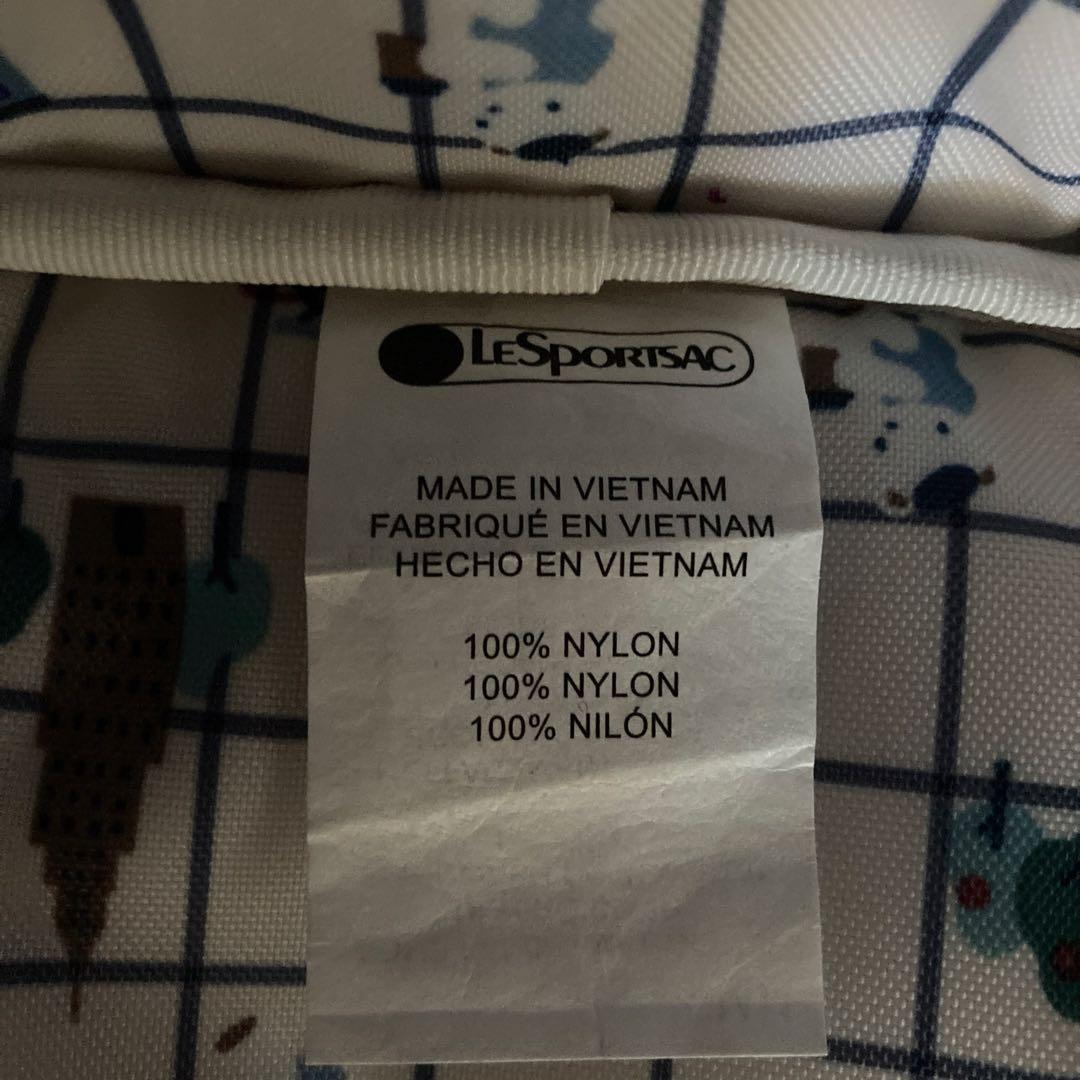 LeSportsac
MADE IN VIETNAM
FABRIQUÉ EN VIETNAM
HECHO EN VIETNAM
100% NYLON
100% NYLON
100% NILÓN